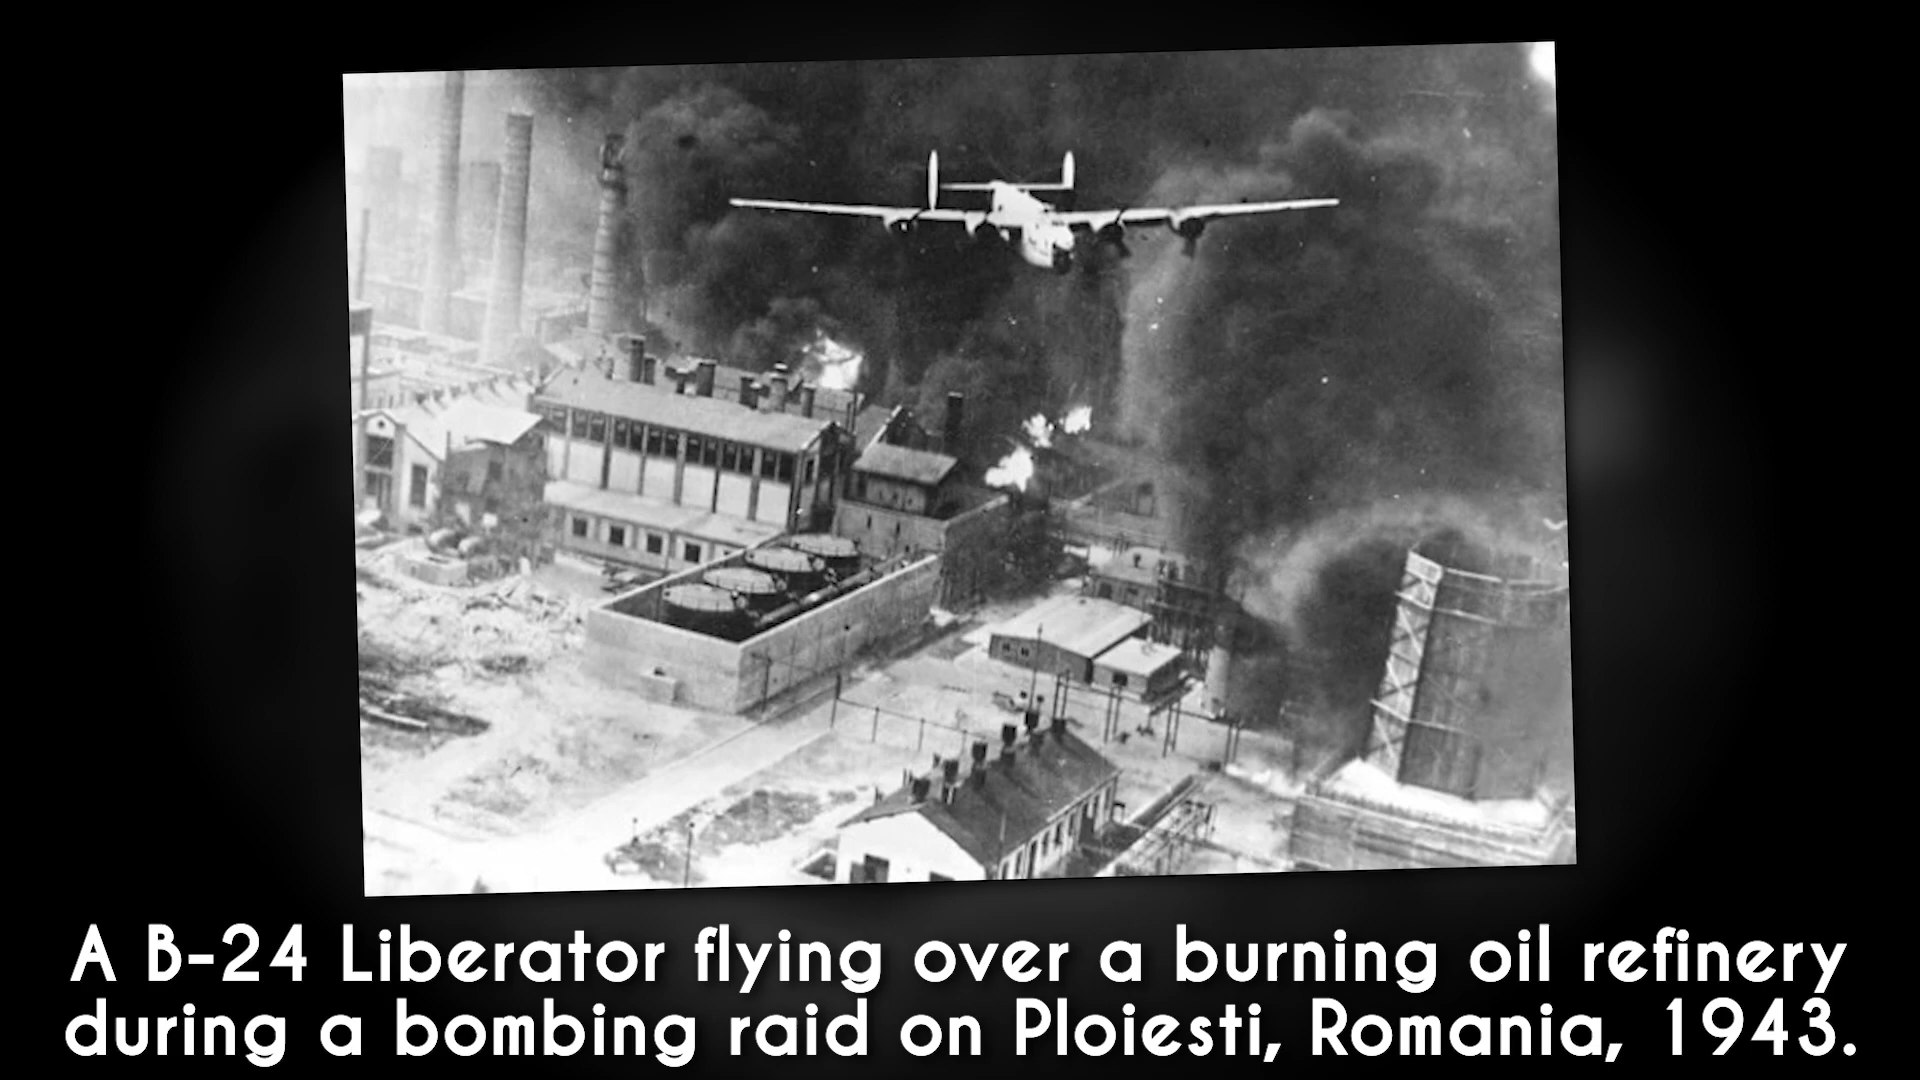 A B-24 Liberator flying over a burning oil refinery
during a bombing raid on Ploiesti, Romania, 1943.